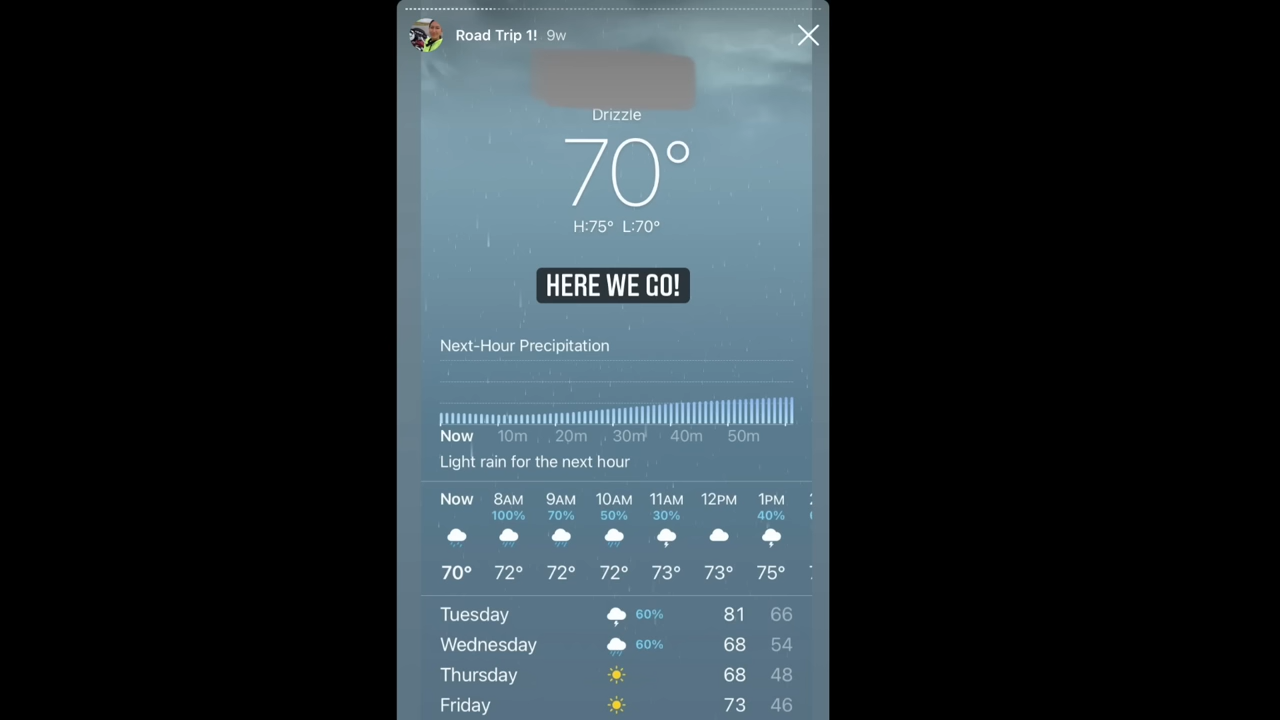 Road Trip 1! 9w
Drizzle
70°
H:75° L:70°
HERE WE GO!
Next-Hour Precipitation
Now 10m 20m 30m 40m 50m
Light rain for the next hour
Now 8AM 9AM 10AM 11AM 12PM 1PM
100% 70% 50% 30% 40%
70° 72° 72° 72° 73° 73° 75°
Tuesday 60% 81 66
Wednesday 60% 68 54
Thursday 68 48
Friday 73 46